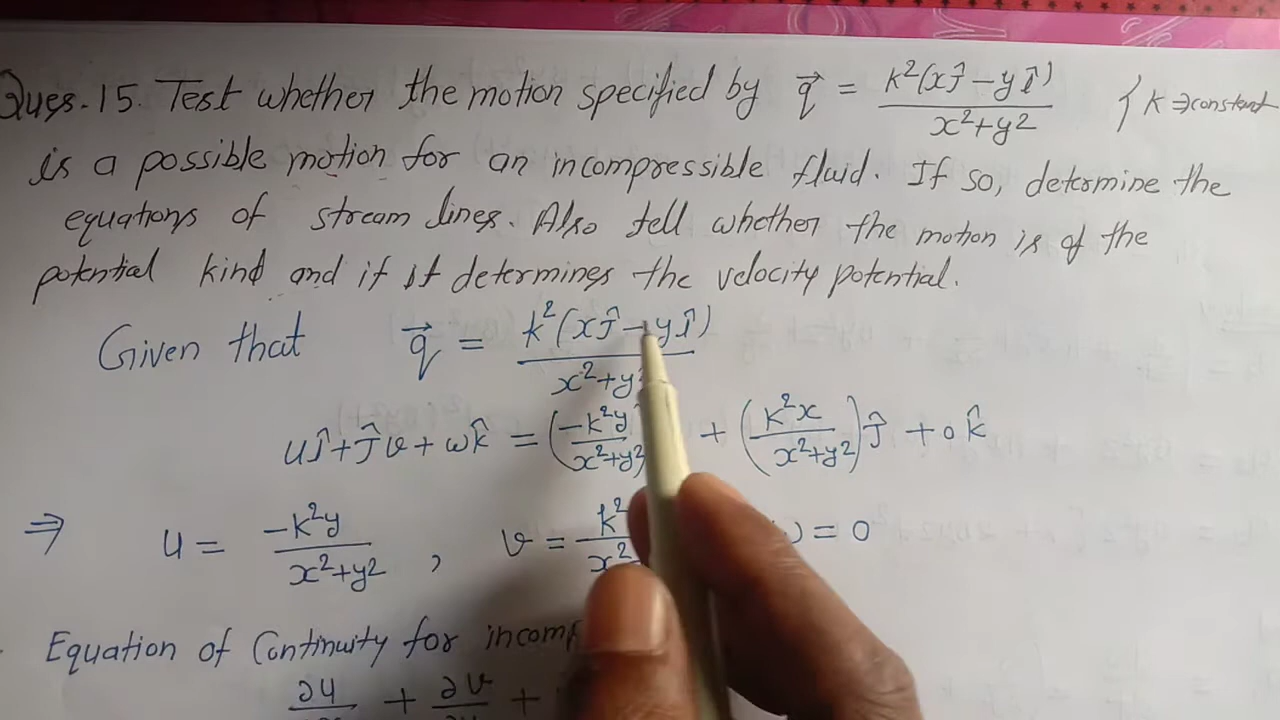 Ques. 15. Test whether the motion specified by q⃗ = k²(xĵ - yî) / x²+y² { k ⇒ constant
is a possible motion for an incompressible fluid. If so, determine the
equations of stream lines. Also tell whether the motion is of the
potential kind and if it determines the velocity potential.
Given that q⃗ = k²(xĵ - yî) / x²+y
uî + ĵv + ωk̂ = (-k²y / x²+y²) + (k²x / x²+y²) ĵ + 0k̂
⇒ u = -k²y / x²+y² , v = k² / x² = 0
Equation of Continuity for
∂u + ∂v +